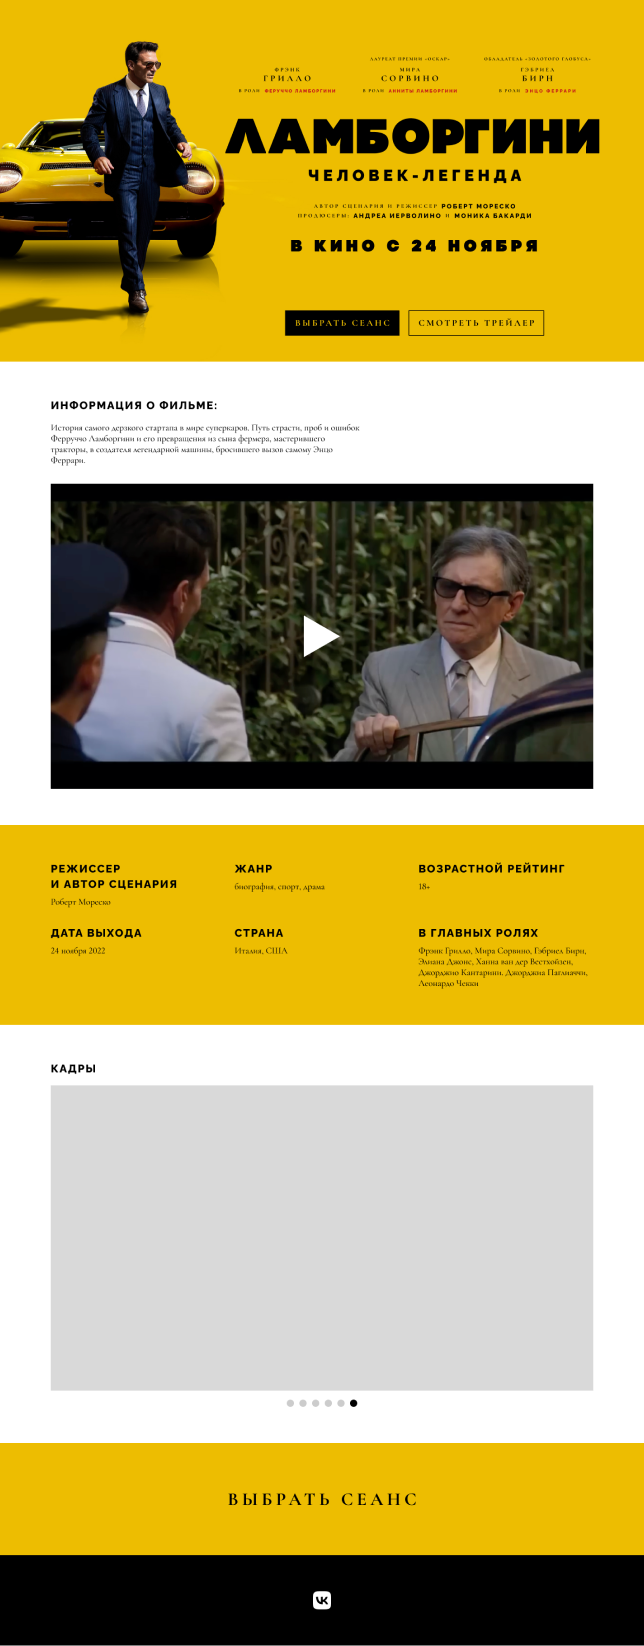 ЛАУРЕАТ ПРЕМИИ «ОСКАР»
ОБЛАДАТЕЛЬ «ЗОЛОТОГО ГЛОБУСА»
ФРЭНК
МИРА
ГЭБРИЕЛ
ГРИЛЛО
СОРВИНО
БИРН
В РОЛИ ФЕРУЧЧО ЛАМБОРГИНИ
В РОЛИ АННИТЫ ЛАМБОРГИНИ
В РОЛИ ЭНЦО ФЕРРАРИ
ЛАМБОРГИНИ
ЧЕЛОВЕК-ЛЕГЕНДА
АВТОР СЦЕНАРИЯ И РЕЖИССЕР РОБЕРТ МОРЕСКО
ПРОДЮСЕРЫ: АНДРЕА ИЕРВОЛИНО И МОНИКА БАКАРДИ
В КИНО С 24 НОЯБРЯ
ВЫБРАТЬ СЕАНС
СМОТРЕТЬ ТРЕЙЛЕР
ИНФОРМАЦИЯ О ФИЛЬМЕ:
История самого дерзкого стартапа в мире суперкаров. Путь страсти, проб и ошибок
Ферруччо Ламборгини и его превращения из сына фермера, мастерившего
тракторы, в создателя легендарной машины, бросившего вызов самому Энцо
Феррари.
РЕЖИССЕР
И АВТОР СЦЕНАРИЯ
Роберт Мореско
ЖАНР
биография, спорт, драма
ВОЗРАСТНОЙ РЕЙТИНГ
18+
ДАТА ВЫХОДА
24 ноября 2022
СТРАНА
Италия, США
В ГЛАВНЫХ РОЛЯХ
Фрэнк Грилло, Мира Сорвино, Гэбриел Бирн,
Элиана Джонс, Ханна ван дер Вестхойзен,
Джорджио Кантарини, Джорджиа Паглиаччи,
Леонардо Чекки
КАДРЫ
ВЫБРАТЬ СЕАНС